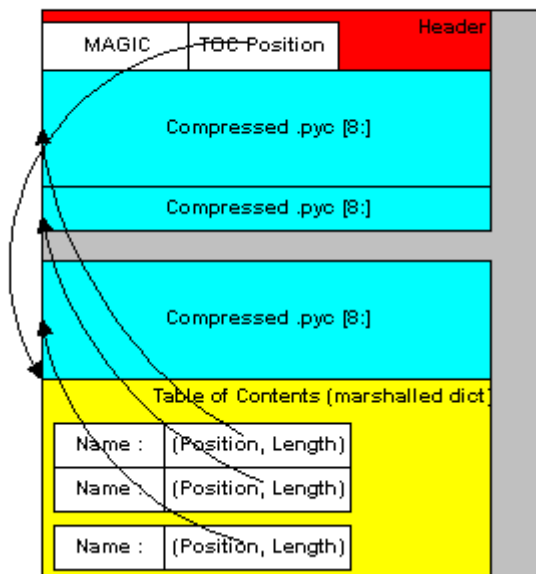 Header
MAGIC TOC Position
Compressed .pyc [8:]
Compressed .pyc [8:]
Compressed .pyc [8:]
Table of Contents (marshalled dict)
Name : (Position, Length)
Name : (Position, Length)
Name : (Position, Length)